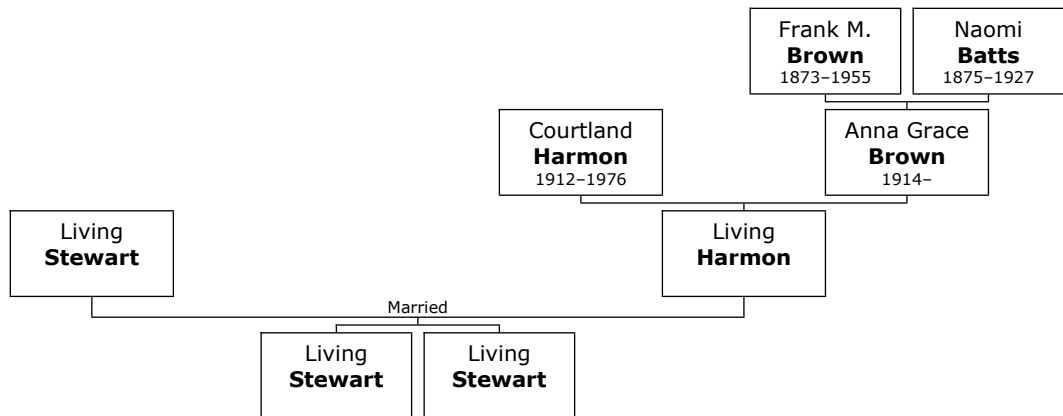 Frank M.
Brown
1873–1955
Naomi
Batts
1875–1927
Courtland
Harmon
1912–1976
Anna Grace
Brown
1914–
Living
Stewart
Living
Harmon
Married
Living
Stewart
Living
Stewart